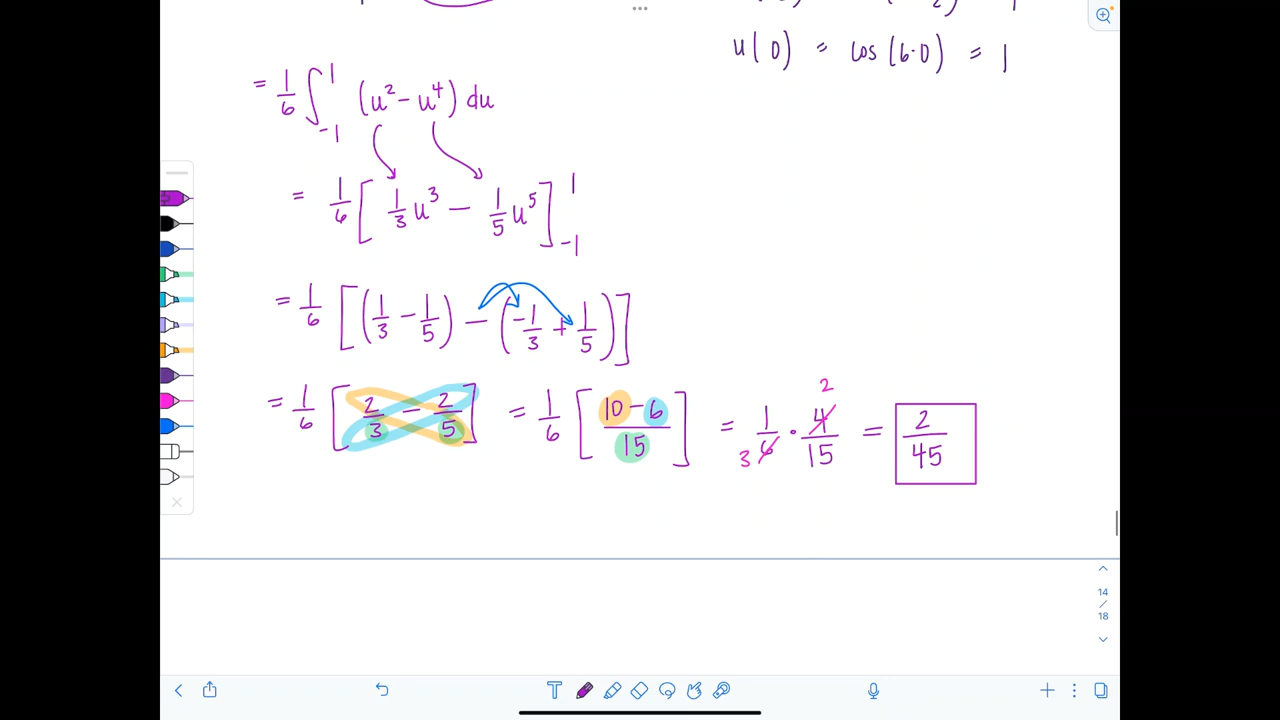 u(0) = cos(6·0) = 1
= 1/6 ∫_{-1}^{1} (u² - u⁴) du
= 1/6 [ 1/3 u³ - 1/5 u⁵ ]_{-1}^{1}
= 1/6 [ (1/3 - 1/5) - (-1/3 + 1/5) ]
= 1/6 [ 2/3 - 2/5 ] = 1/6 [ (10 - 6)/15 ] = 1/6 · 4/15 = 2/45
2
3
14
/
18
T